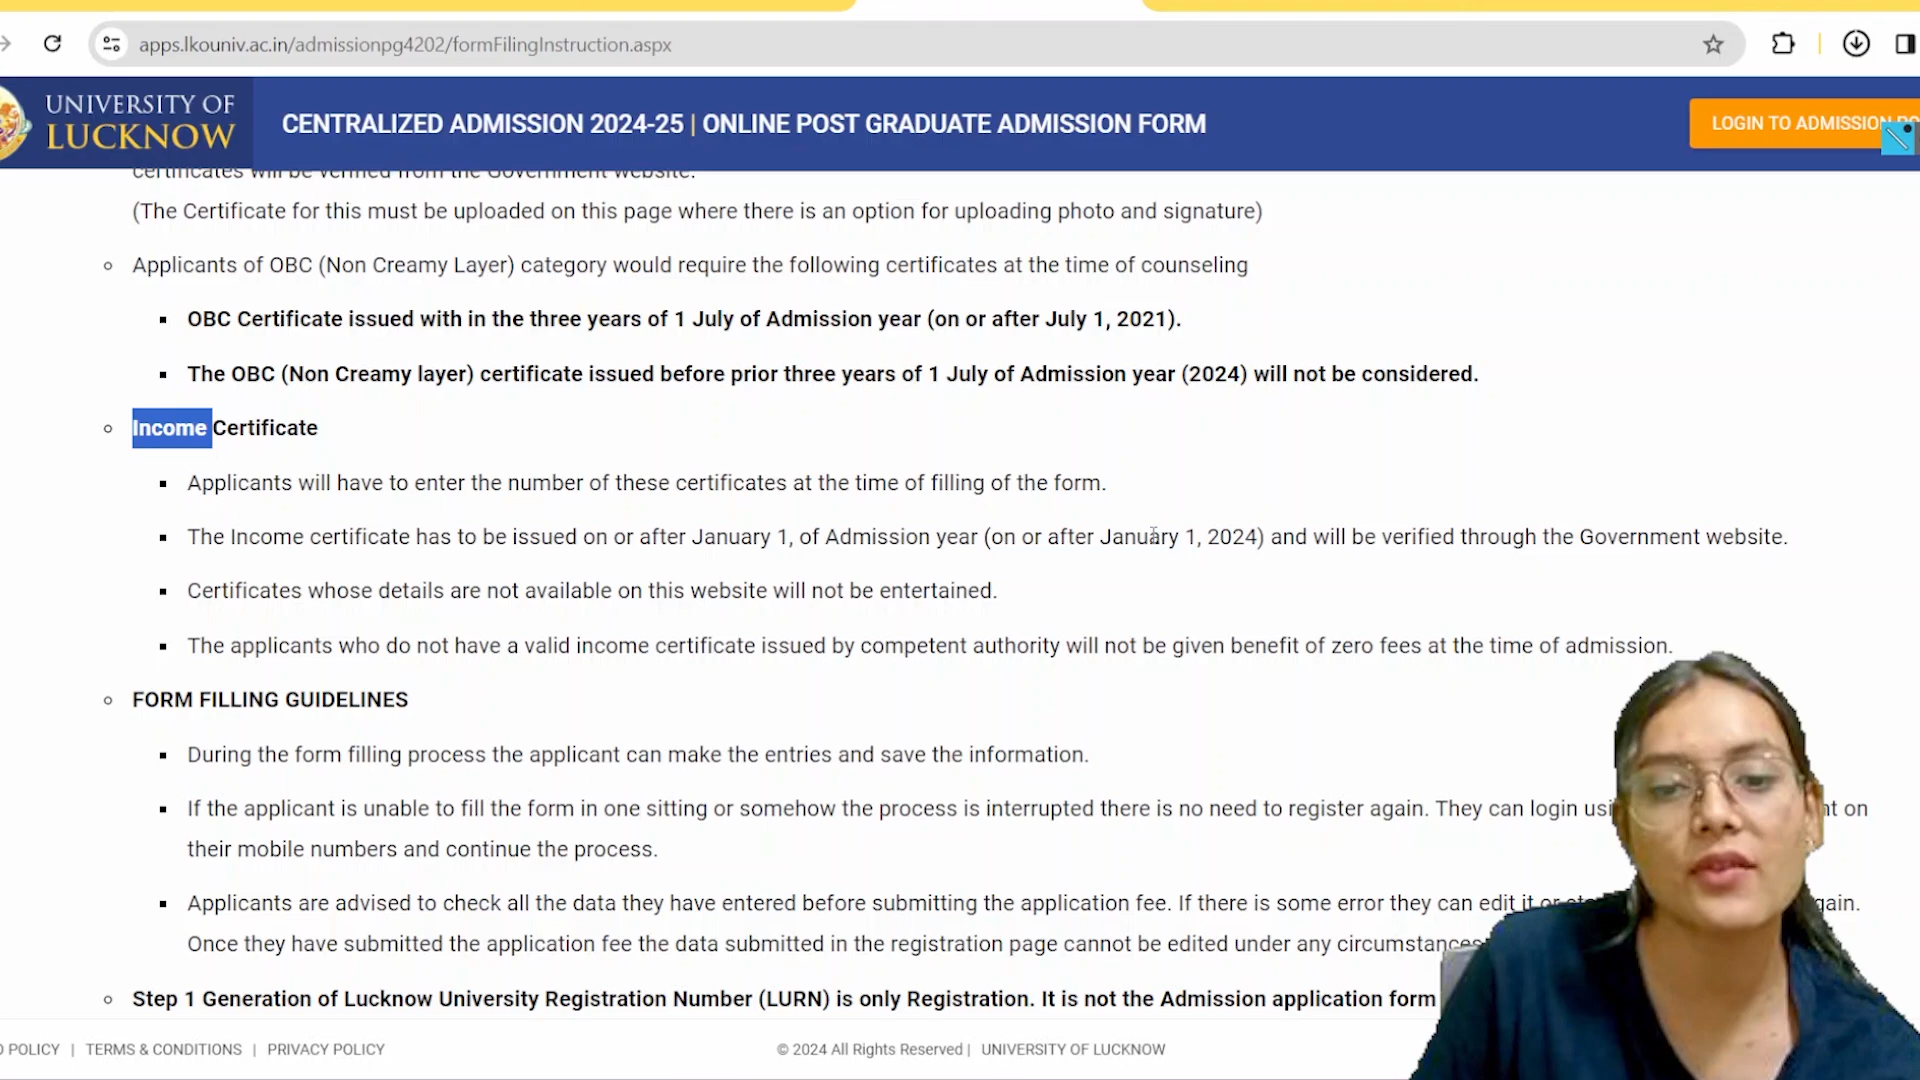 apps.lkouniv.ac.in/admissionpg4202/formFilingInstruction.aspx
UNIVERSITY OF
LUCKNOW
CENTRALIZED ADMISSION 2024-25 | ONLINE POST GRADUATE ADMISSION FORM
LOGIN TO ADMISSION
certificates will be verified from the Government website.
(The Certificate for this must be uploaded on this page where there is an option for uploading photo and signature)
Applicants of OBC (Non Creamy Layer) category would require the following certificates at the time of counseling
OBC Certificate issued with in the three years of 1 July of Admission year (on or after July 1, 2021).
The OBC (Non Creamy layer) certificate issued before prior three years of 1 July of Admission year (2024) will not be considered.
Income Certificate
Applicants will have to enter the number of these certificates at the time of filling of the form.
The Income certificate has to be issued on or after January 1, of Admission year (on or after January 1, 2024) and will be verified through the Government website.
Certificates whose details are not available on this website will not be entertained.
The applicants who do not have a valid income certificate issued by competent authority will not be given benefit of zero fees at the time of admission.
FORM FILLING GUIDELINES
During the form filling process the applicant can make the entries and save the information.
If the applicant is unable to fill the form in one sitting or somehow the process is interrupted there is no need to register again. They can login on
their mobile numbers and continue the process.
Applicants are advised to check all the data they have entered before submitting the application fee. If there is some error they can edit it or
Once they have submitted the application fee the data submitted in the registration page cannot be edited under any circumstances
Step 1 Generation of Lucknow University Registration Number (LURN) is only Registration. It is not the Admission application form
POLICY | TERMS & CONDITIONS | PRIVACY POLICY
© 2024 All Rights Reserved | UNIVERSITY OF LUCKNOW